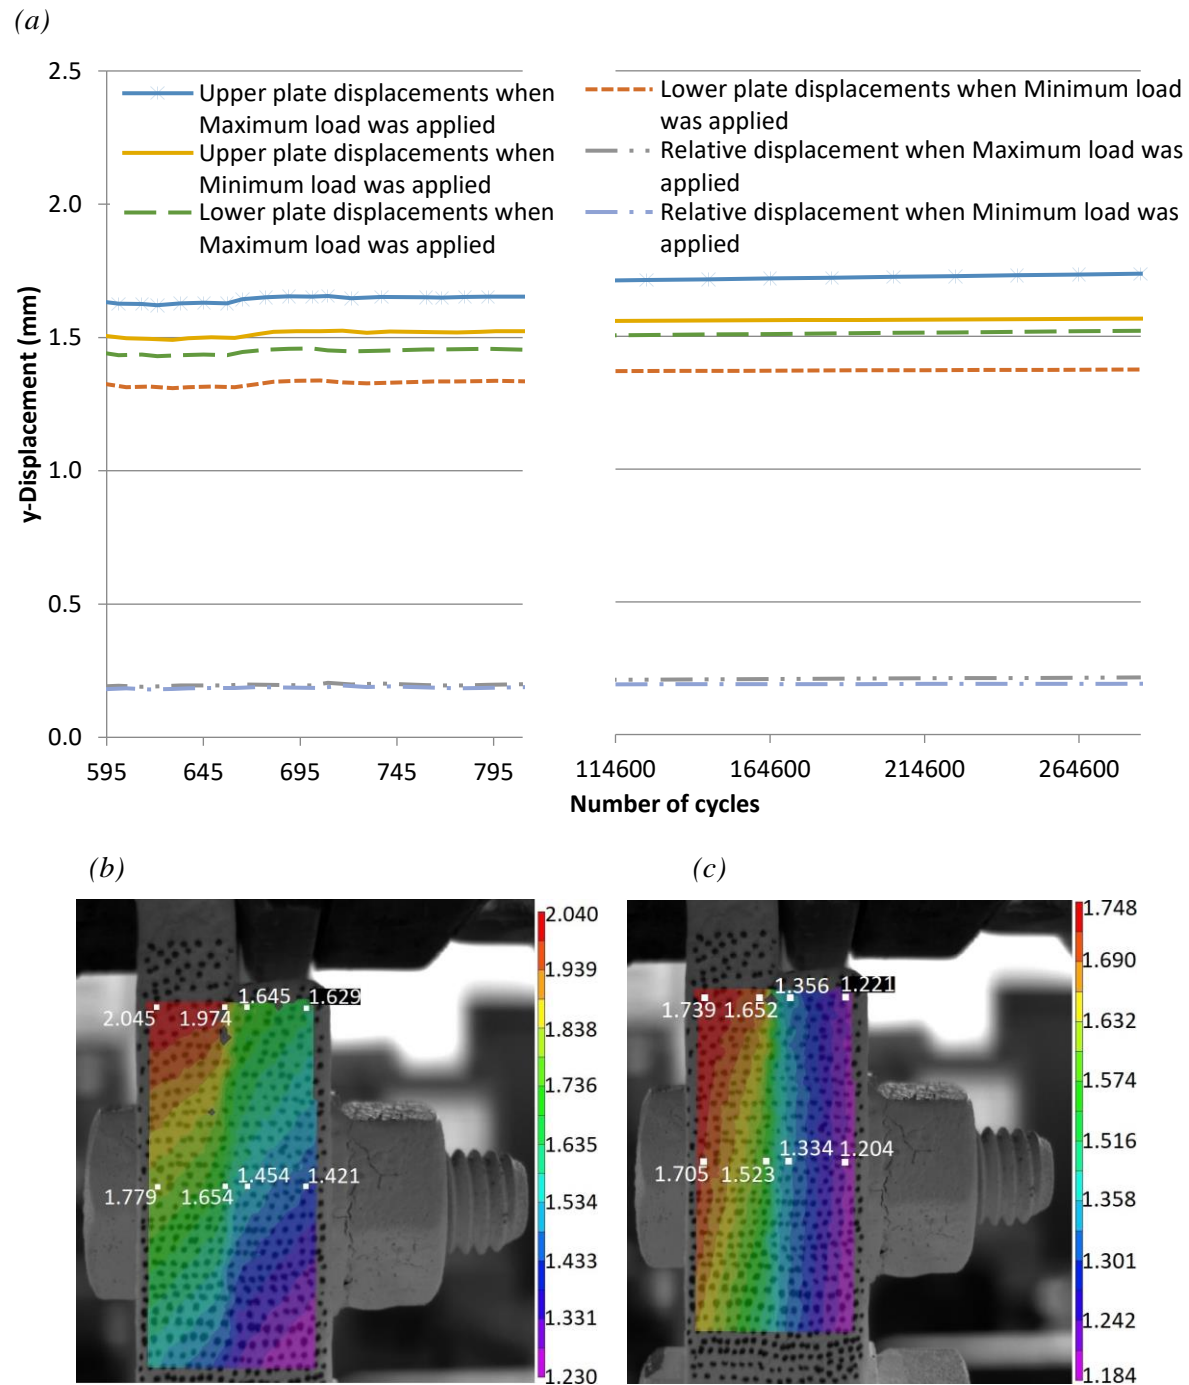 (a)
2.5
Upper plate displacements when
Maximum load was applied
Upper plate displacements when
Minimum load was applied
Lower plate displacements when
Maximum load was applied
Lower plate displacements when Minimum load
was applied
Relative displacement when Maximum load was
applied
Relative displacement when Minimum load was
applied
2.0
1.5
1.0
0.5
0.0
y-Displacement (mm)
595 645 695 745 795
114600 164600 214600 264600
Number of cycles
(b)
2.040
1.939
1.838
1.736
1.635
1.534
1.433
1.331
1.230
1.645 1.629
2.045 1.974
1.454 1.421
1.779 1.654
(c)
1.748
1.690
1.632
1.574
1.516
1.358
1.301
1.242
1.184
1.356 1.221
1.739 1.652
1.334 1.204
1.705 1.523